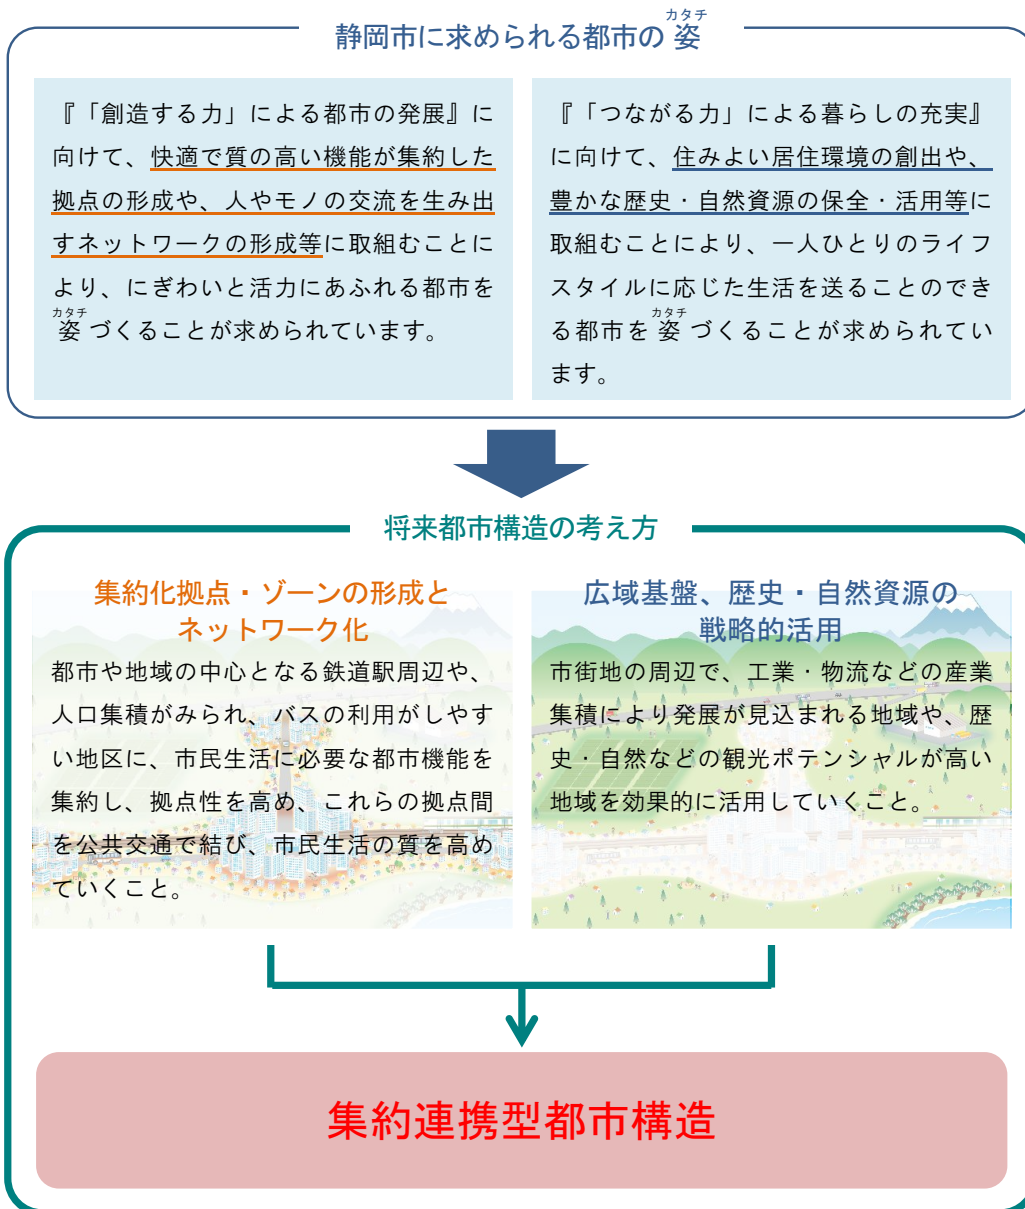 静岡市に求められる都市の姿
カタチ
『「創造する力」による都市の発展』に
向けて、快適で質の高い機能が集約した
拠点の形成や、人やモノの交流を生み出
すネットワークの形成等に取組むことに
より、にぎわいと活力にあふれる都市を
カタチ
姿づくることが求められています。
『「つながる力」による暮らしの充実』
に向けて、住みよい居住環境の創出や、
豊かな歴史・自然資源の保全・活用等に
取組むことにより、一人ひとりのライフ
スタイルに応じた生活を送ることのでき
カタチ
る都市を姿づくることが求められてい
ます。
将来都市構造の考え方
集約化拠点・ゾーンの形成と
ネットワーク化
都市や地域の中心となる鉄道駅周辺や、
人口集積がみられ、バスの利用がしやす
い地区に、市民生活に必要な都市機能を
集約し、拠点性を高め、これらの拠点間
を公共交通で結び、市民生活の質を高め
ていくこと。
広域基盤、歴史・自然資源の
戦略的活用
市街地の周辺で、工業・物流などの産業
集積により発展が見込まれる地域や、歴
史・自然などの観光ポテンシャルが高い
地域を効果的に活用していくこと。
集約連携型都市構造